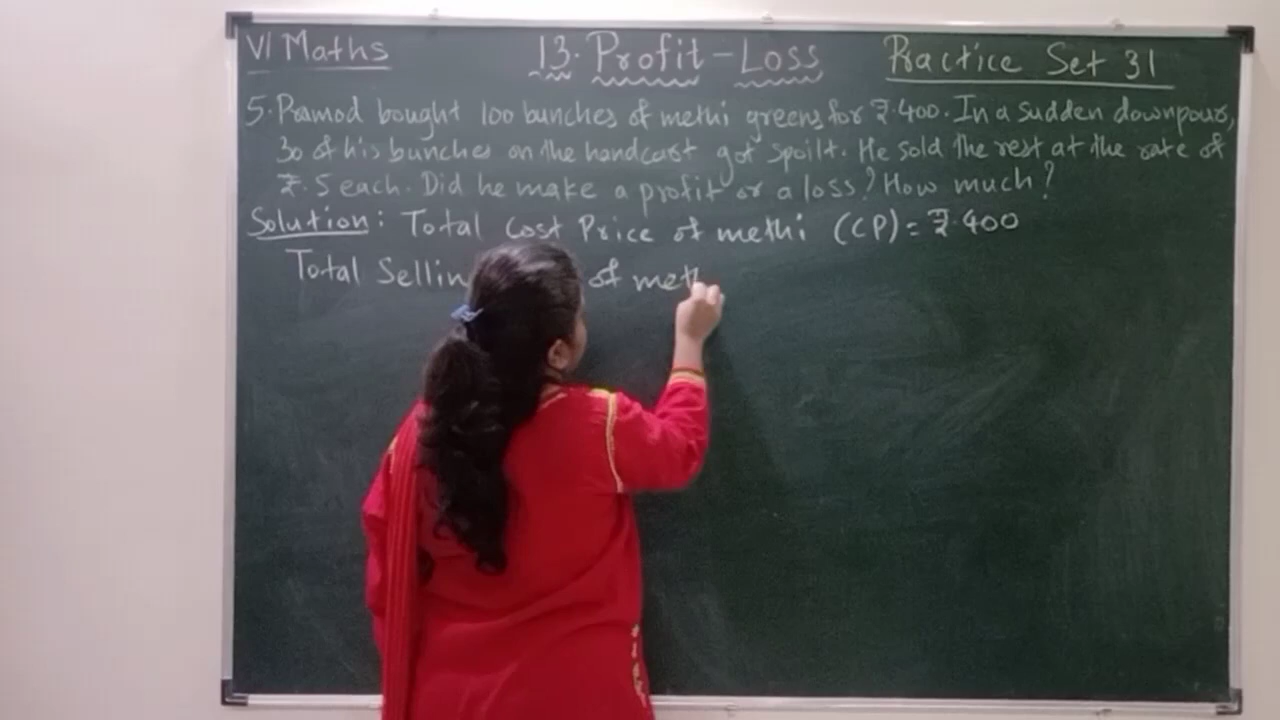 VI Maths
13. Profit-Loss
Practice Set 31
5. Pramod bought 100 bunches of methi greens for ₹.400. In a sudden downpour,
30 of his bunches on the handcart got spoilt. He sold the rest at the rate of
₹.5 each. Did he make a profit or a loss? How much?
Solution: Total Cost Price of methi (CP) = ₹.400
Total Sellin of meth